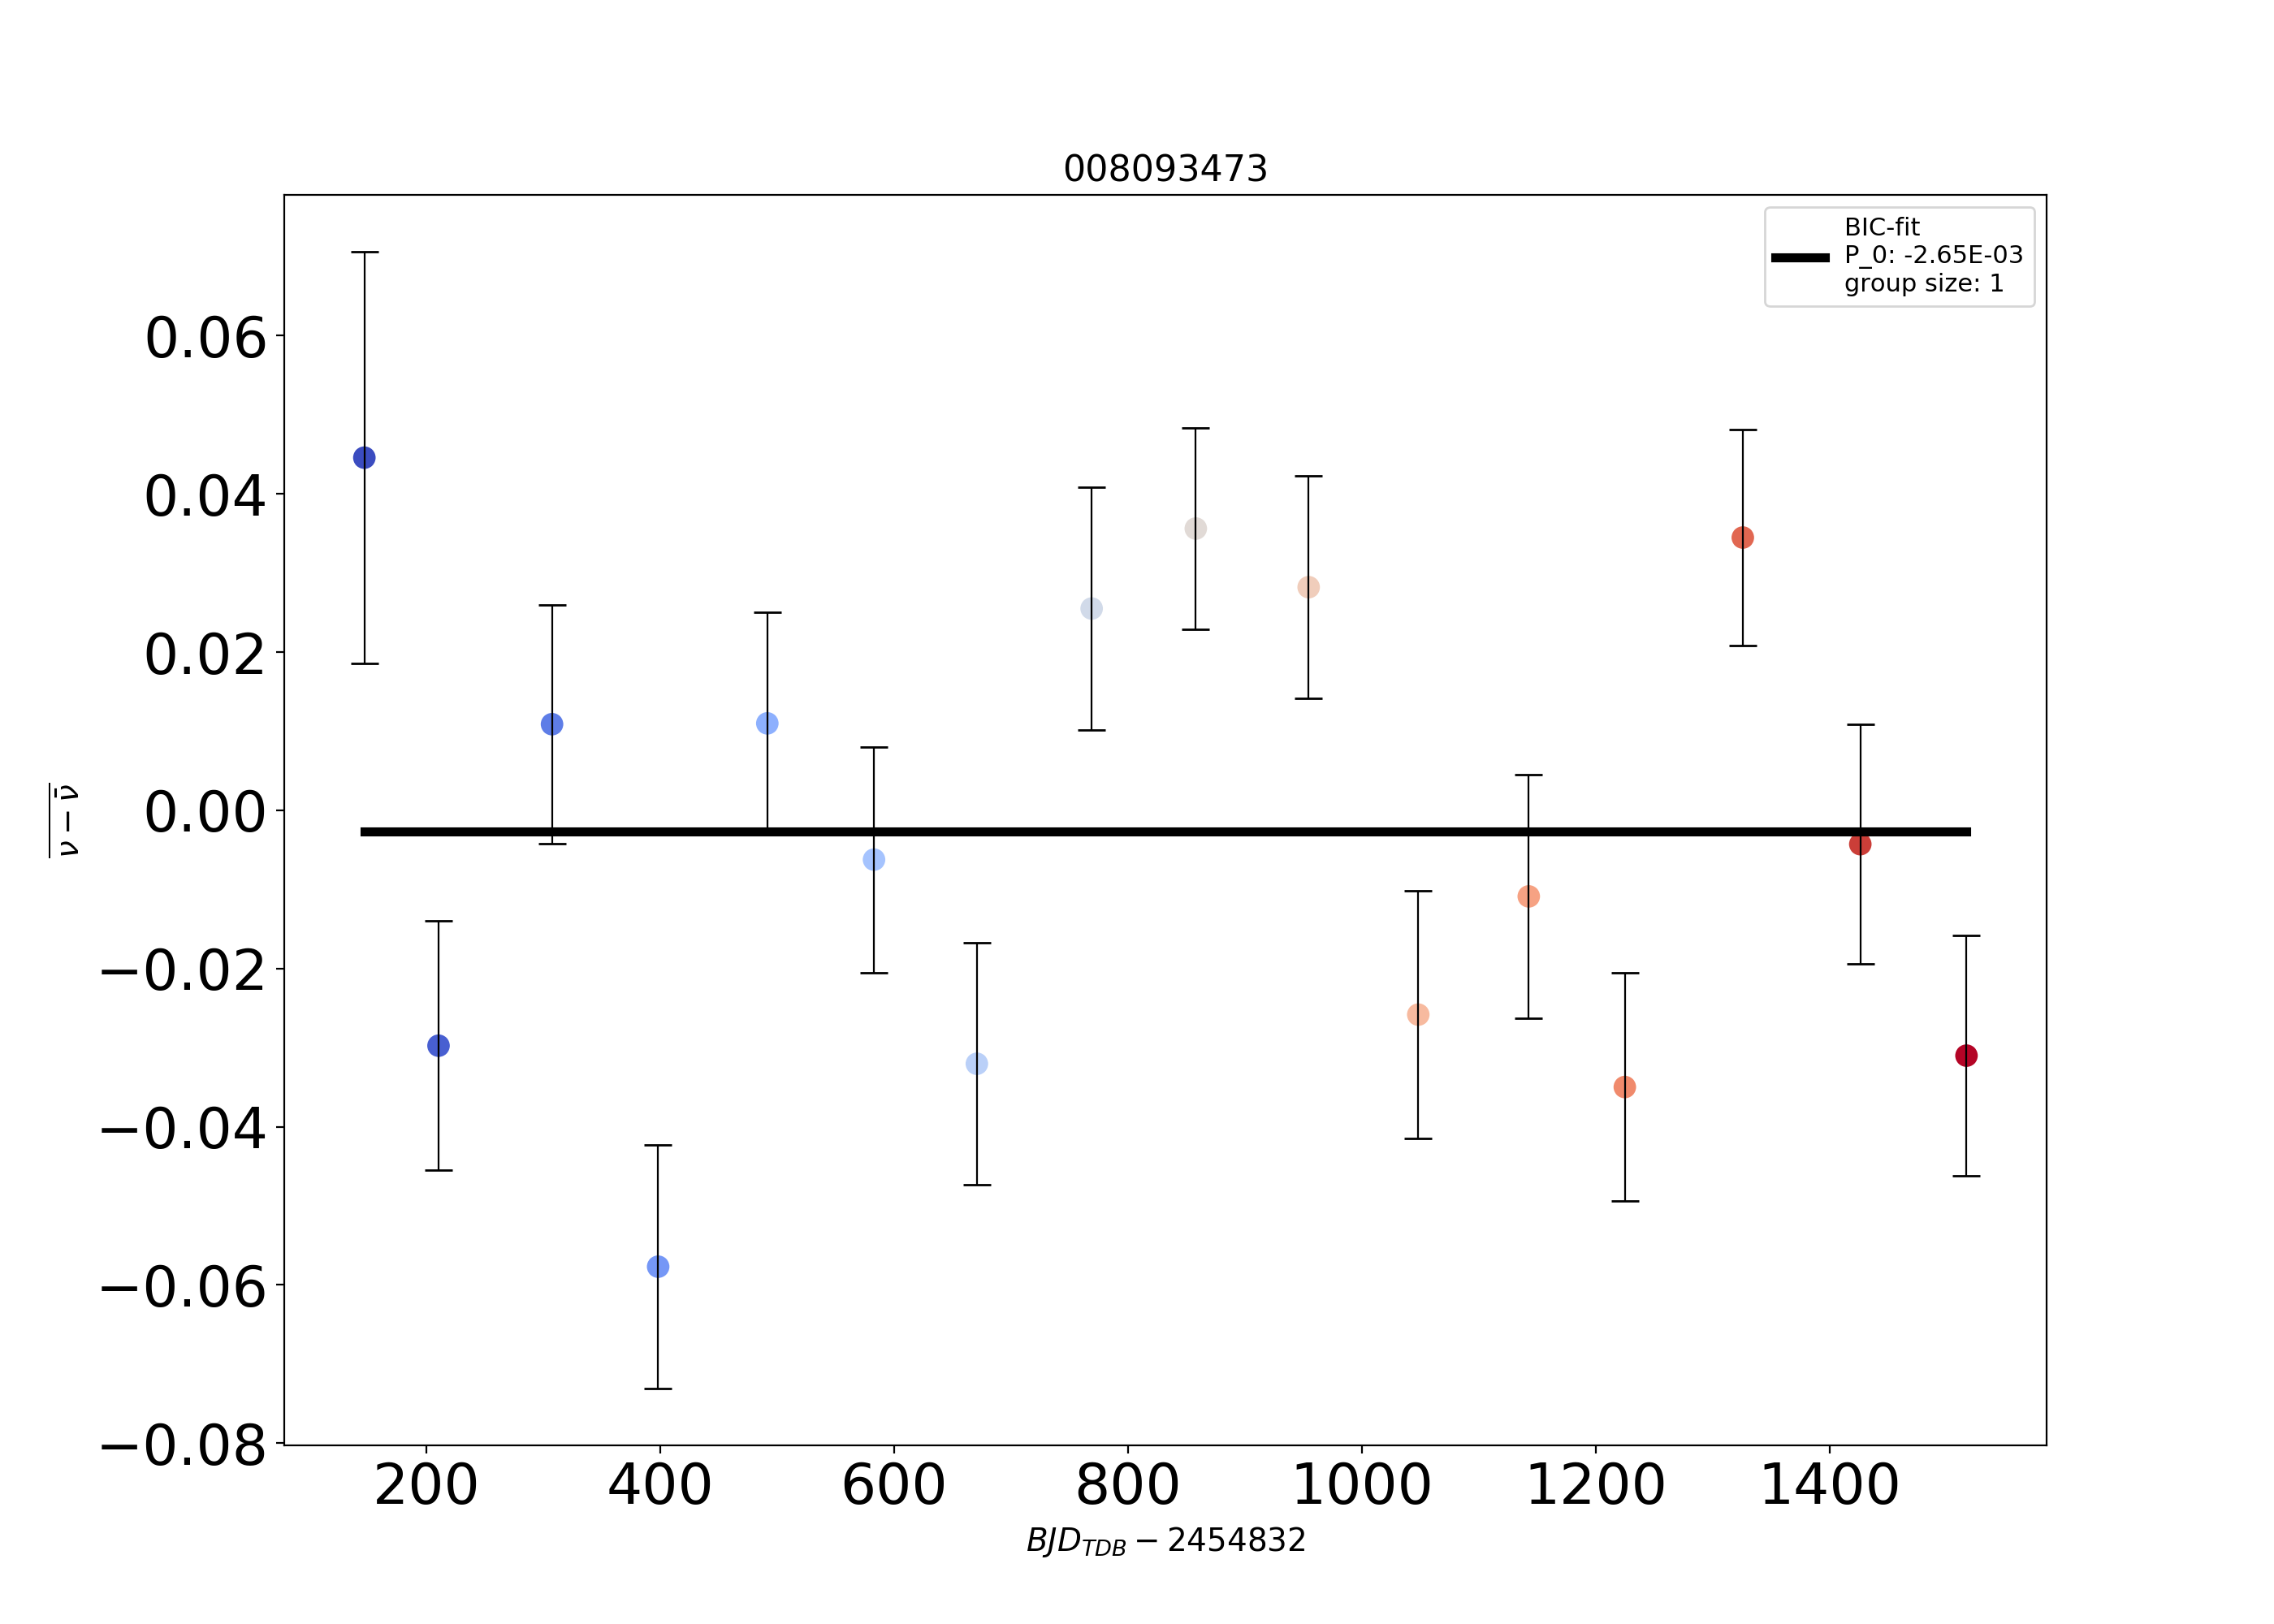 008093473
BIC-fit
P_0: -2.65E-03
group size: 1
0.06
0.04
0.02
0.00
−0.02
−0.04
−0.06
−0.08
ν − ν̄
200 400 600 800 1000 1200 1400
BJD_TDB − 2454832